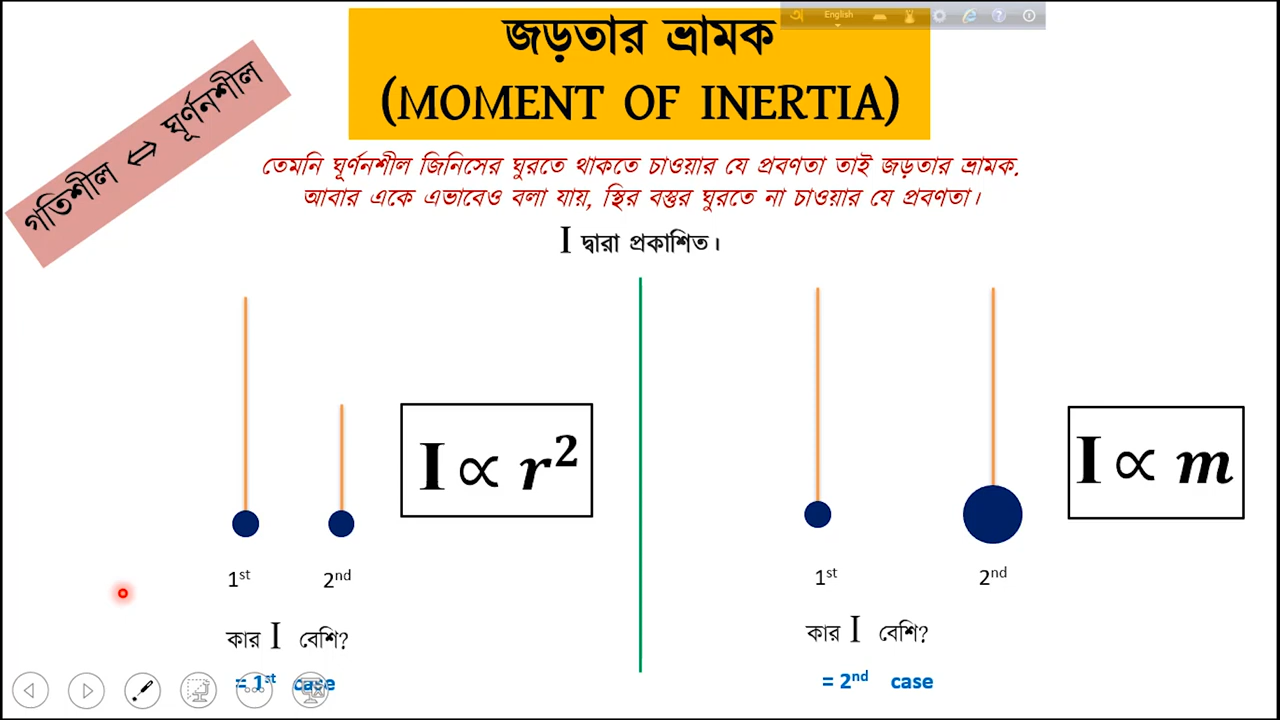 English
জড়তার ভ্রামক
(MOMENT OF INERTIA)
গতিশীল ⇔ ঘূর্ণনশীল
তেমনি ঘূর্ণনশীল জিনিসের ঘুরতে থাকতে চাওয়ার যে প্রবণতা তাই জড়তার ভ্রামক.
আবার একে এভাবেও বলা যায়, স্থির বস্তুর ঘুরতে না চাওয়ার যে প্রবণতা।
I দ্বারা প্রকাশিত।
I ∝ r²
1st 2nd
কার I বেশি?
= 1st case
I ∝ m
1st 2nd
কার I বেশি?
= 2nd case